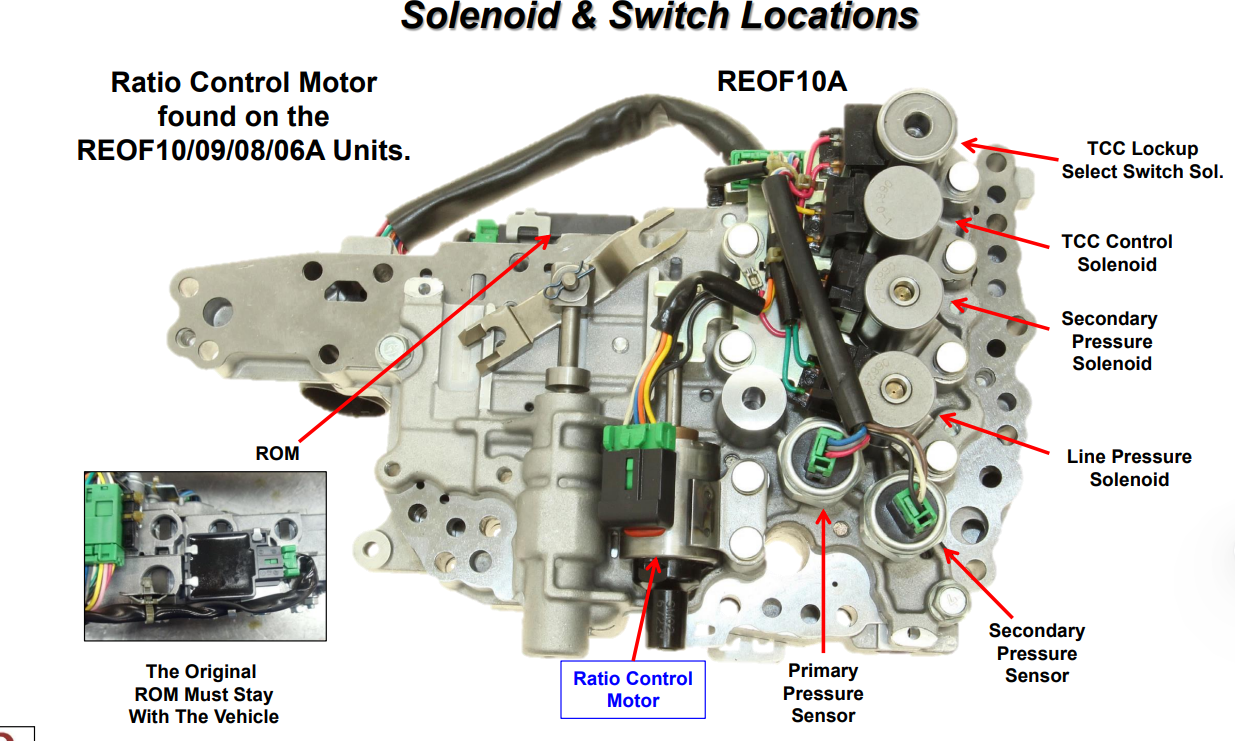 Solenoid & Switch Locations
Ratio Control Motor
found on the
REOF10/09/08/06A Units.
REOF10A
TCC Lockup
Select Switch Sol.
TCC Control
Solenoid
Secondary
Pressure
Solenoid
Line Pressure
Solenoid
ROM
The Original
ROM Must Stay
With The Vehicle
Ratio Control
Motor
Primary
Pressure
Sensor
Secondary
Pressure
Sensor